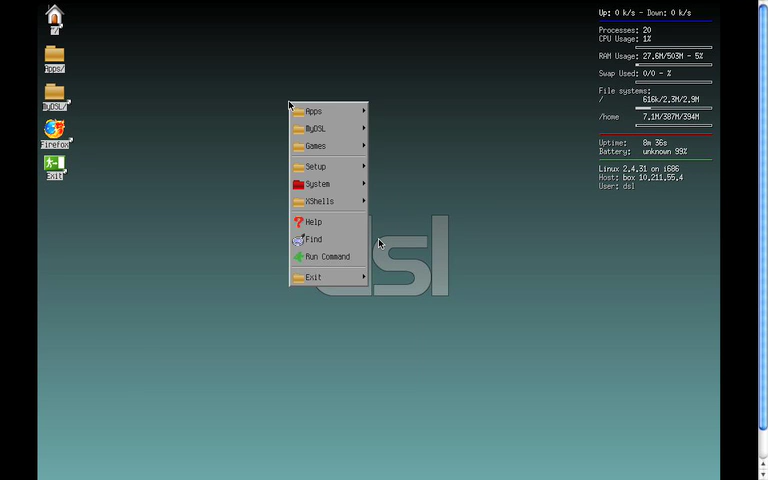 ~/
Apps/
MyDSL/
Firefox
Exit
Apps
MyDSL
Games
Setup
System
XShells
Help
Find
Run Command
Exit
dsl
Up: 0 k/s - Down: 0 k/s
Processes: 20
CPU Usage: 1%
RAM Usage: 27.6M/503M - 5%
Swap Used: 0/0 - %
File systems:
/ 616k/2.3M/2.9M
/home 7.1M/387M/394M
Uptime: 8m 36s
Battery: unknown 99%
Linux 2.4.31 on i686
Host: box 10.211.55.4
User: dsl